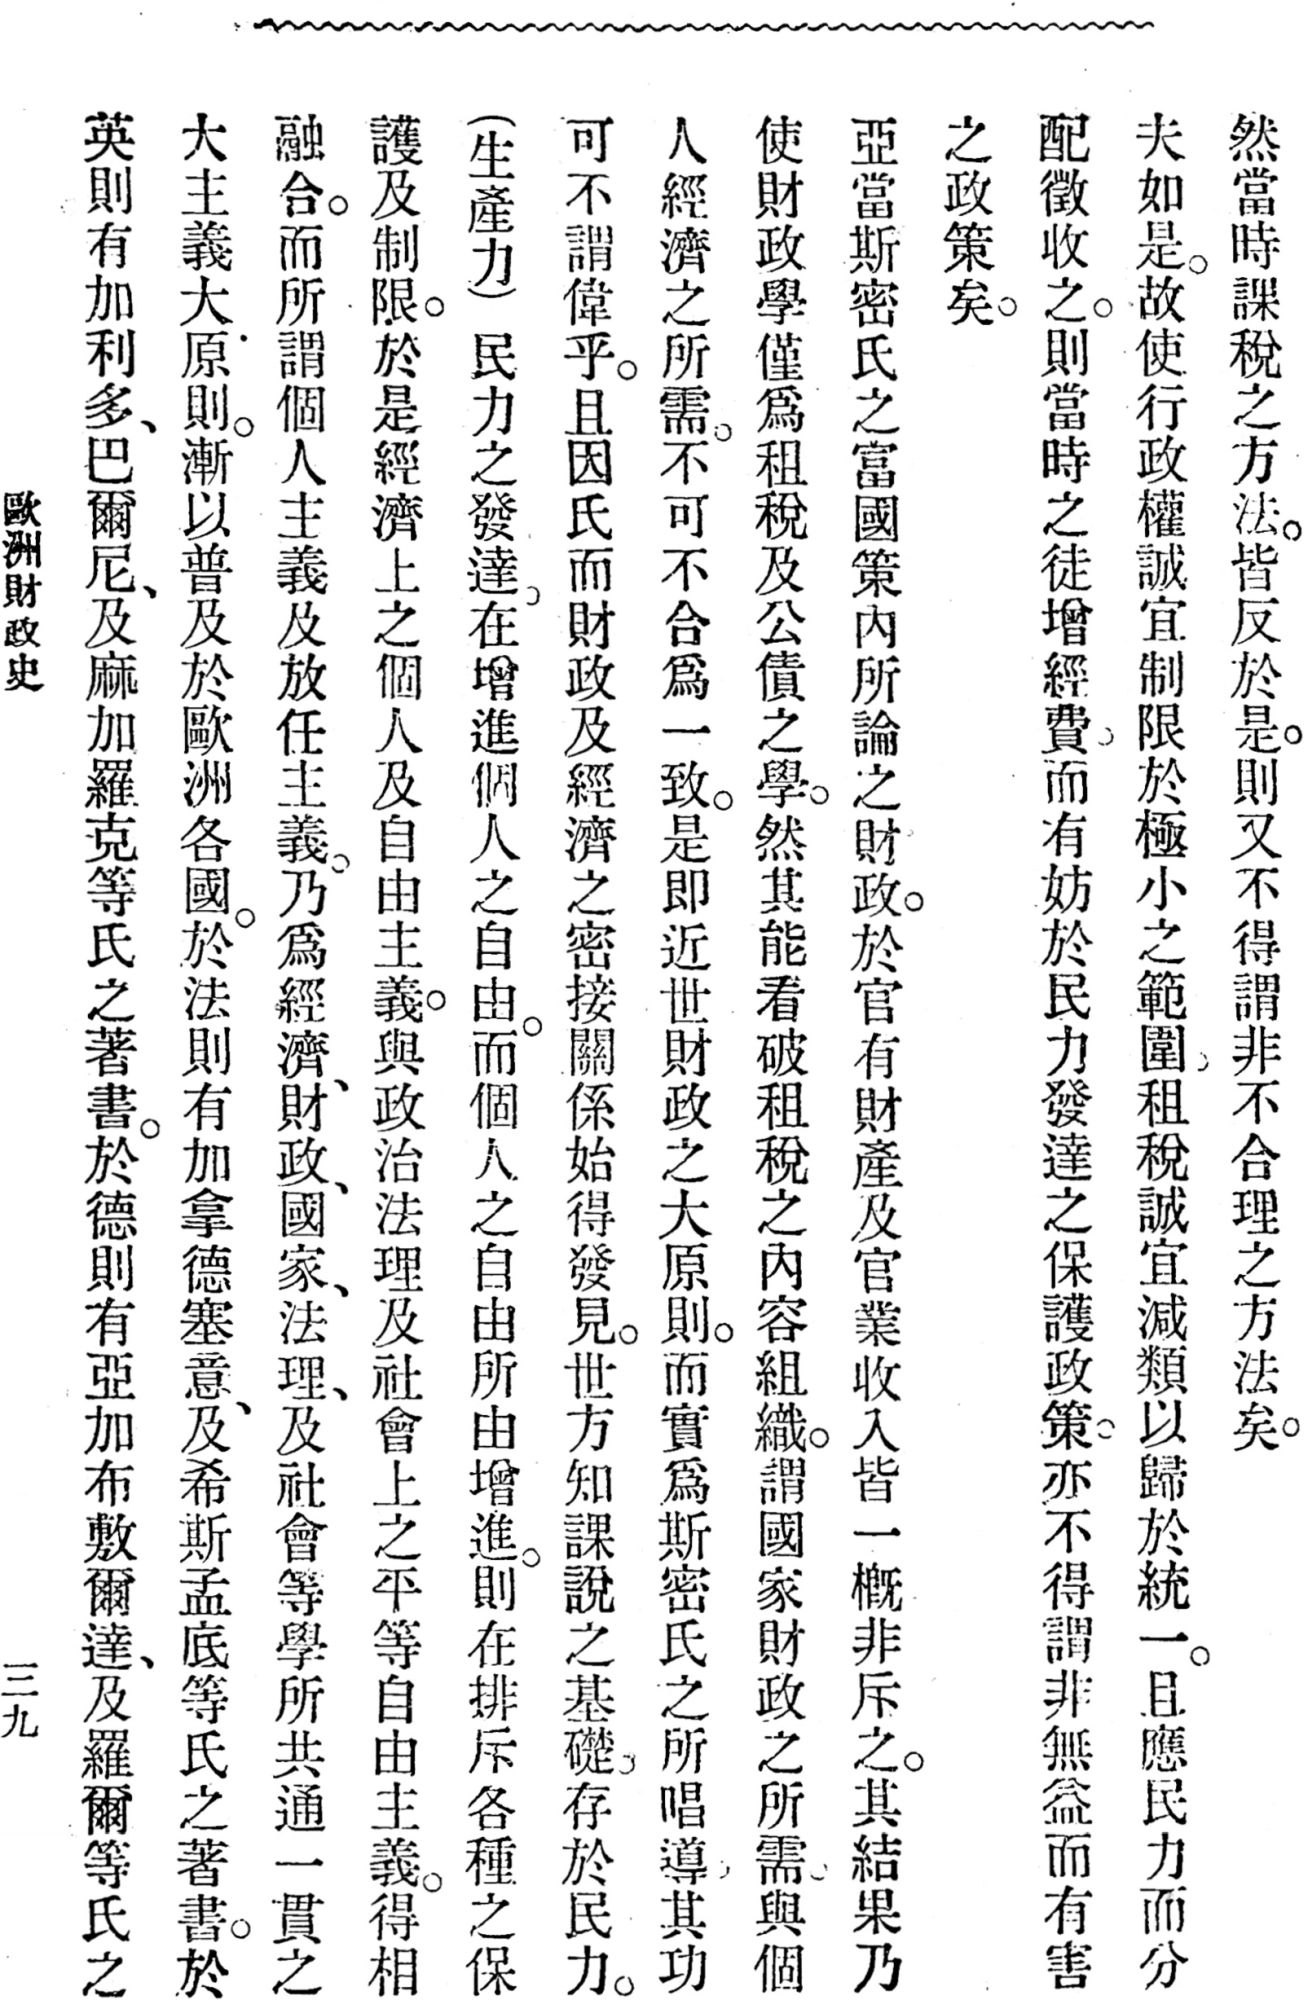 然當時課稅之方法。皆反於是。則又不得謂非不合理之方法矣。
夫如是。故使行政權誠宜制限於極小之範圍。租稅誠宜減類以歸於統一。且應民力而分
配徵收之。則當時之徒增經費。而有妨於民力發達之保護政策。亦不得謂非無益而有害
之政策矣。
亞當斯密氏之富國策內所論之財政。於官有財產及官業收入皆一概非斥之。其結果乃
使財政學僅爲租稅及公債之學。然其能看破租稅之內容組織。謂國家財政之所需。與個
人經濟之所需。不可不合爲一致。是即近世財政之大原則。而實爲斯密氏之所唱導。其功
可不謂偉乎。且因氏而財政及經濟之密接關係始得發見。世方知課說之基礎。存於民力。
(生產力)民力之發達。在增進個人之自由。而個人之自由所由增進。則在排斥各種之保
護及制限。於是經濟上之個人及自由主義。與政治法理及社會上之平等自由主義。得相
融合。而所謂個人主義及放任主義。乃爲經濟、財政、國家、法理、及社會等學所共通一貫之
大主義大原則。漸以普及於歐洲各國。於法則有加拿德塞意、及希斯孟底等氏之著書。於
英則有加利多、巴爾尼、及麻加羅克等氏之著書。於德則有亞加布敷爾達、及羅爾等氏之
歐洲財政史
三九